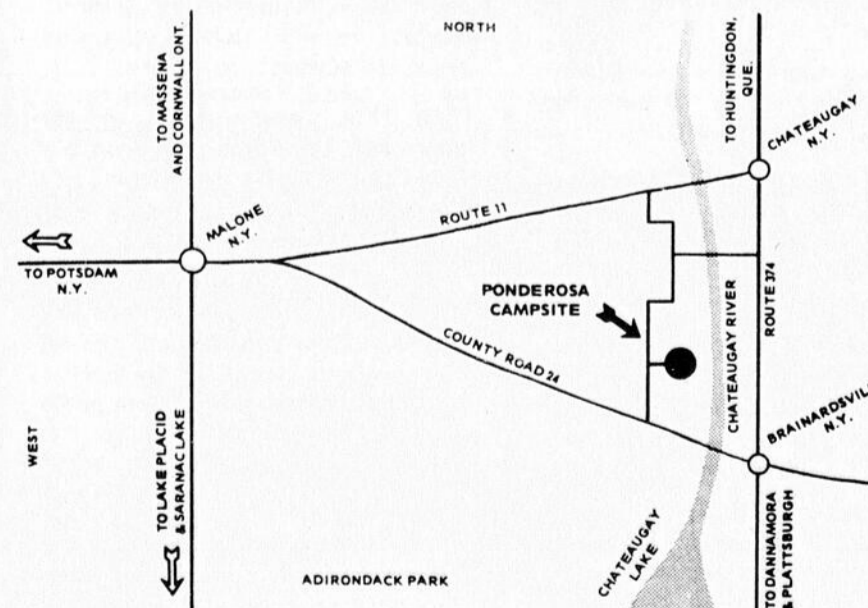 NORTH
TO MASSENA
AND CORNWALL ONT.
TO HUNTINGDON,
QUE.
CHATEAUGAY
N.Y.
MALONE
N.Y.
ROUTE 11
TO POTSDAM
N.Y.
PONDEROSA
CAMPSITE
COUNTY ROAD 24
CHATEAUGAY RIVER
ROUTE 374
BRAINARDSVIL
N.Y.
WEST
TO LAKE PLACID
& SARANAC LAKE
CHATEAUGAY
LAKE
TO DANNAMORA
& PLATTSBURGH
ADIRONDACK PARK